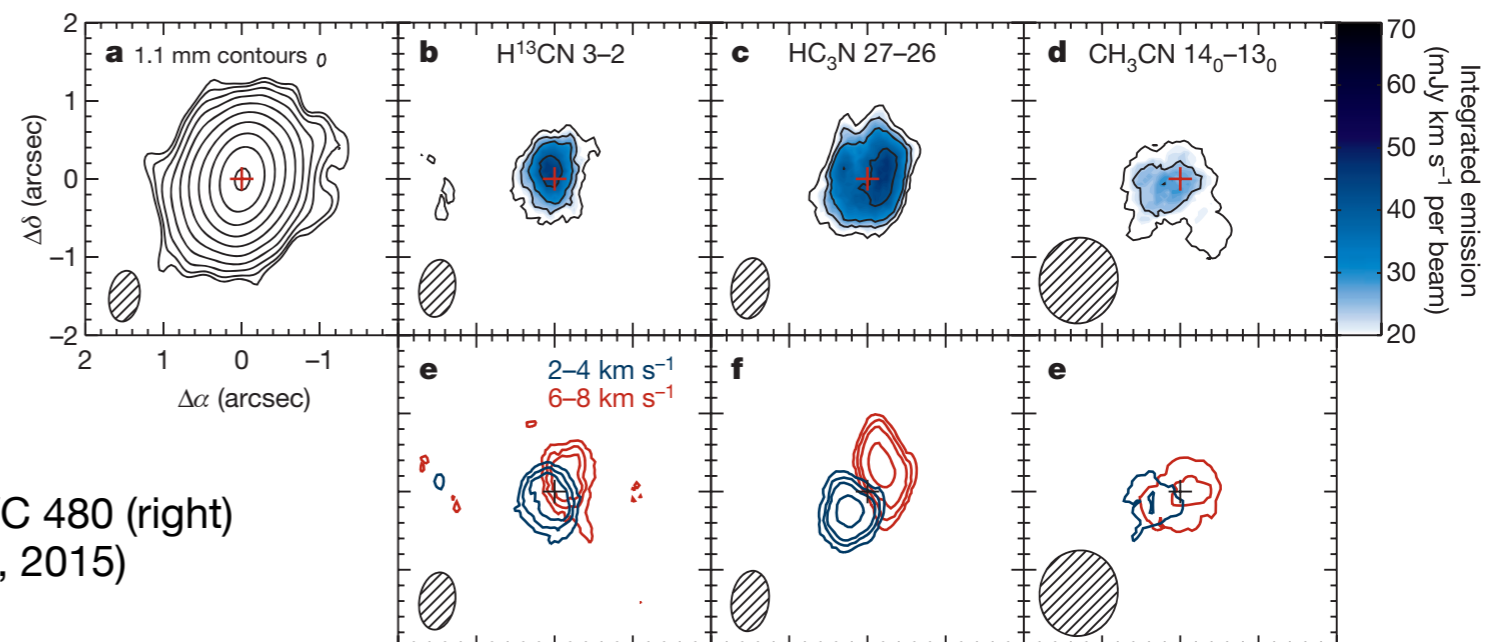 a 1.1 mm contours 0
b H¹³CN 3–2
c HC₃N 27–26
d CH₃CN 14₀–13₀
2
1
0
−1
−2
Δδ (arcsec)
2 1 0 −1
Δα (arcsec)
70
60
50
40
30
20
Integrated emission
(mJy km s⁻¹ per beam)
e 2–4 km s⁻¹
6–8 km s⁻¹
f
e
C 480 (right)
, 2015)